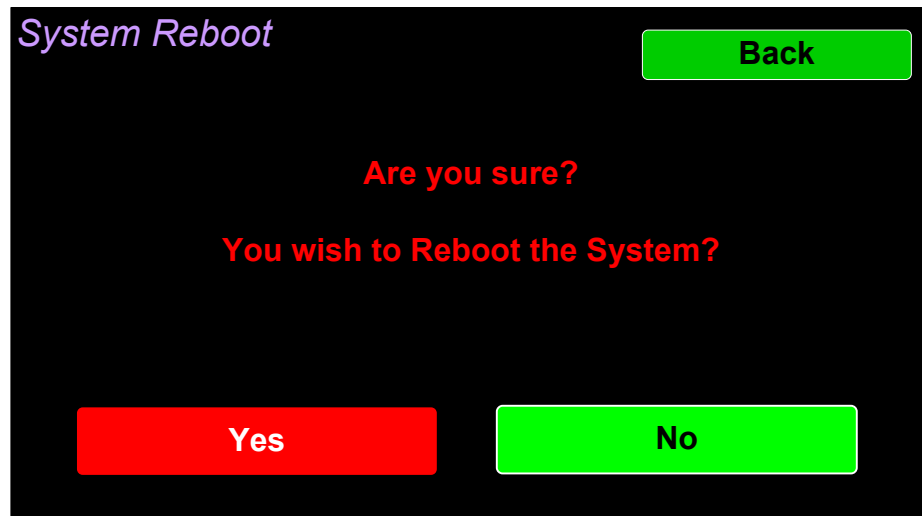 System Reboot
Back
Are you sure?
You wish to Reboot the System?
Yes
No